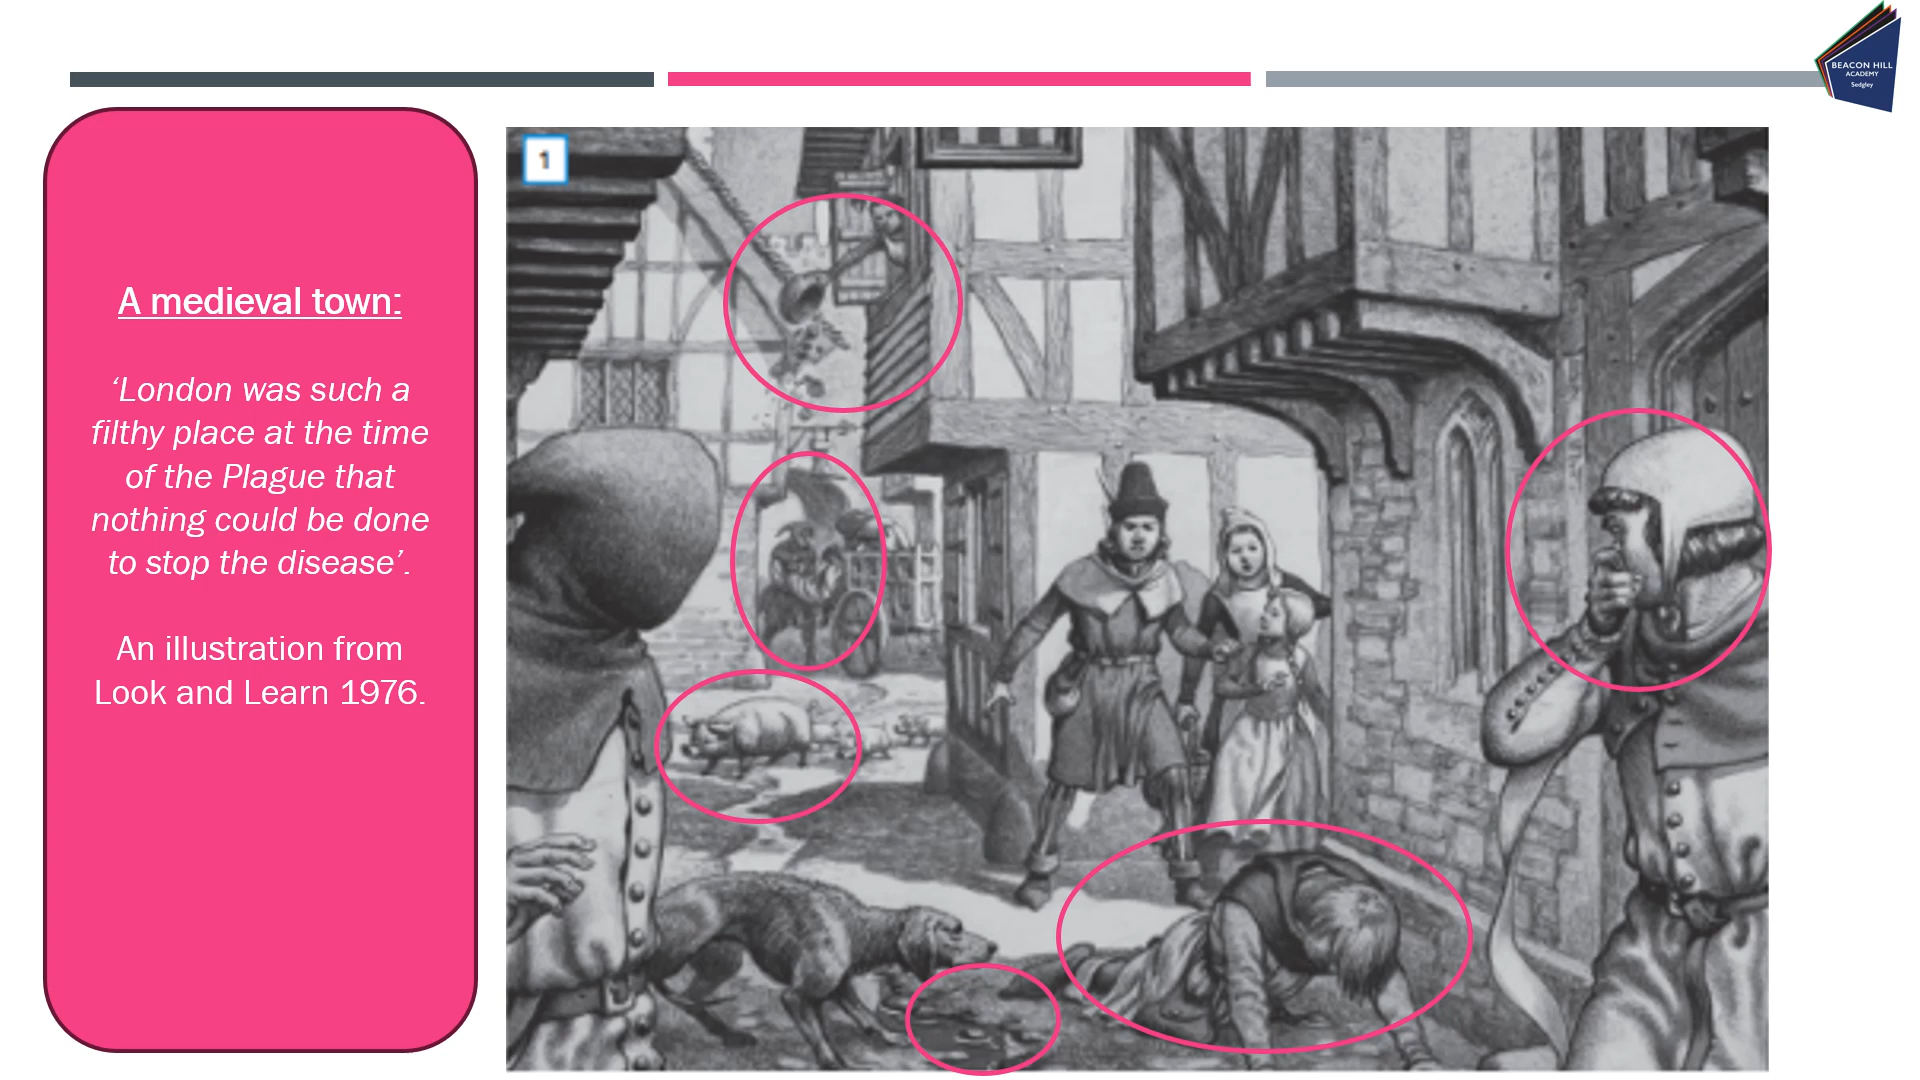 BEACON HILL
ACADEMY
Sedgley
A medieval town:
‘London was such a
filthy place at the time
of the Plague that
nothing could be done
to stop the disease’.
An illustration from
Look and Learn 1976.
1